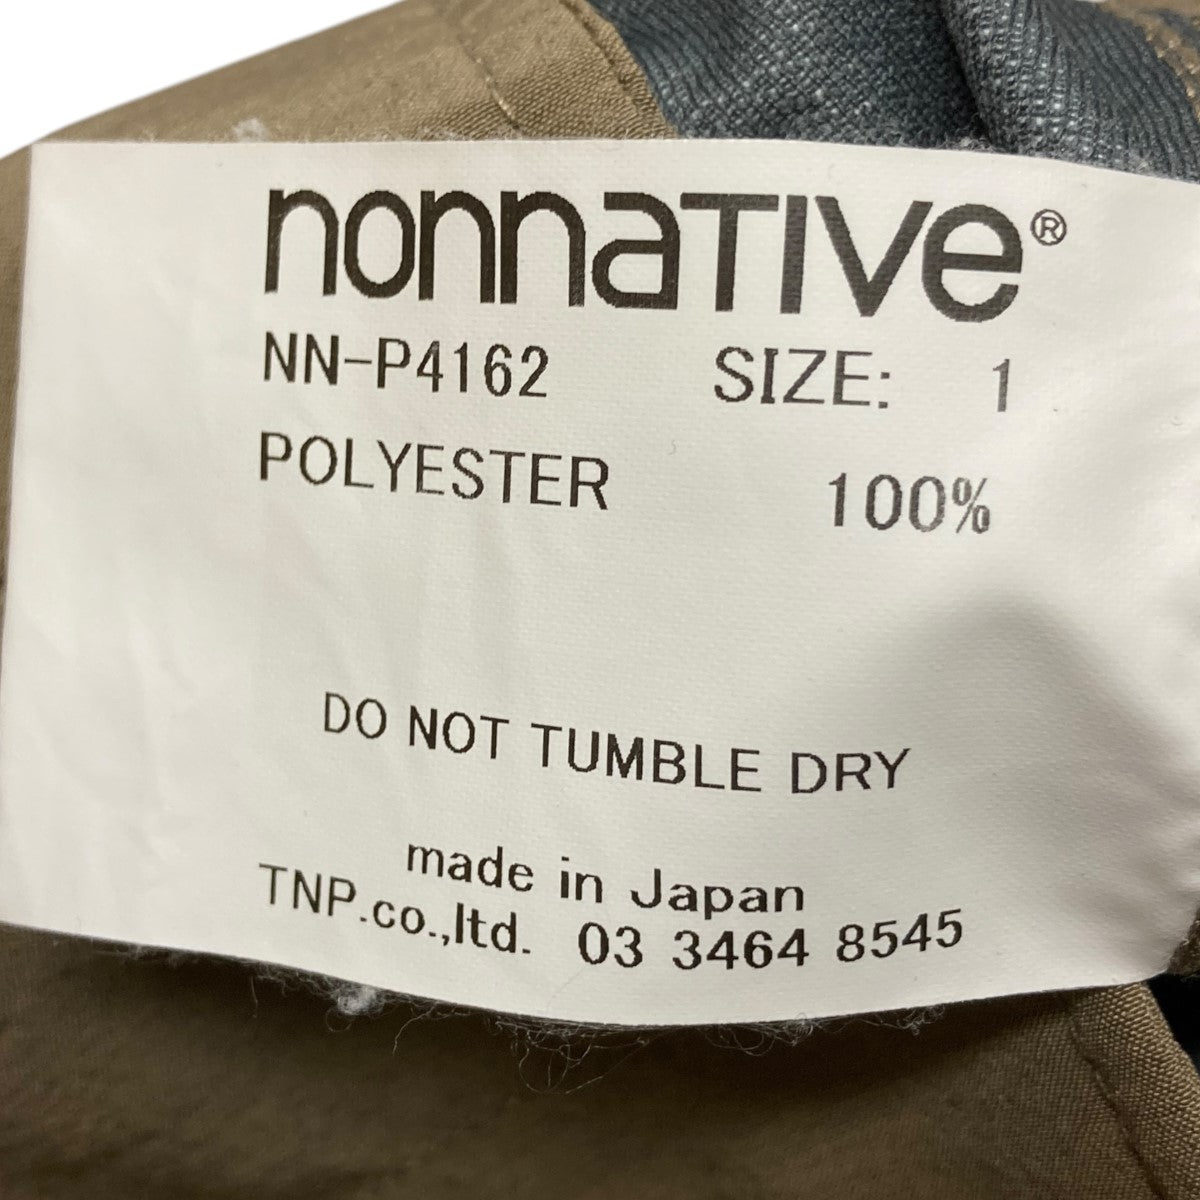 nonnaTIVe®
NN-P4162 SIZE: 1
POLYESTER 100%
DO NOT TUMBLE DRY
made in Japan
TNP.co.,ltd. 03 3464 8545